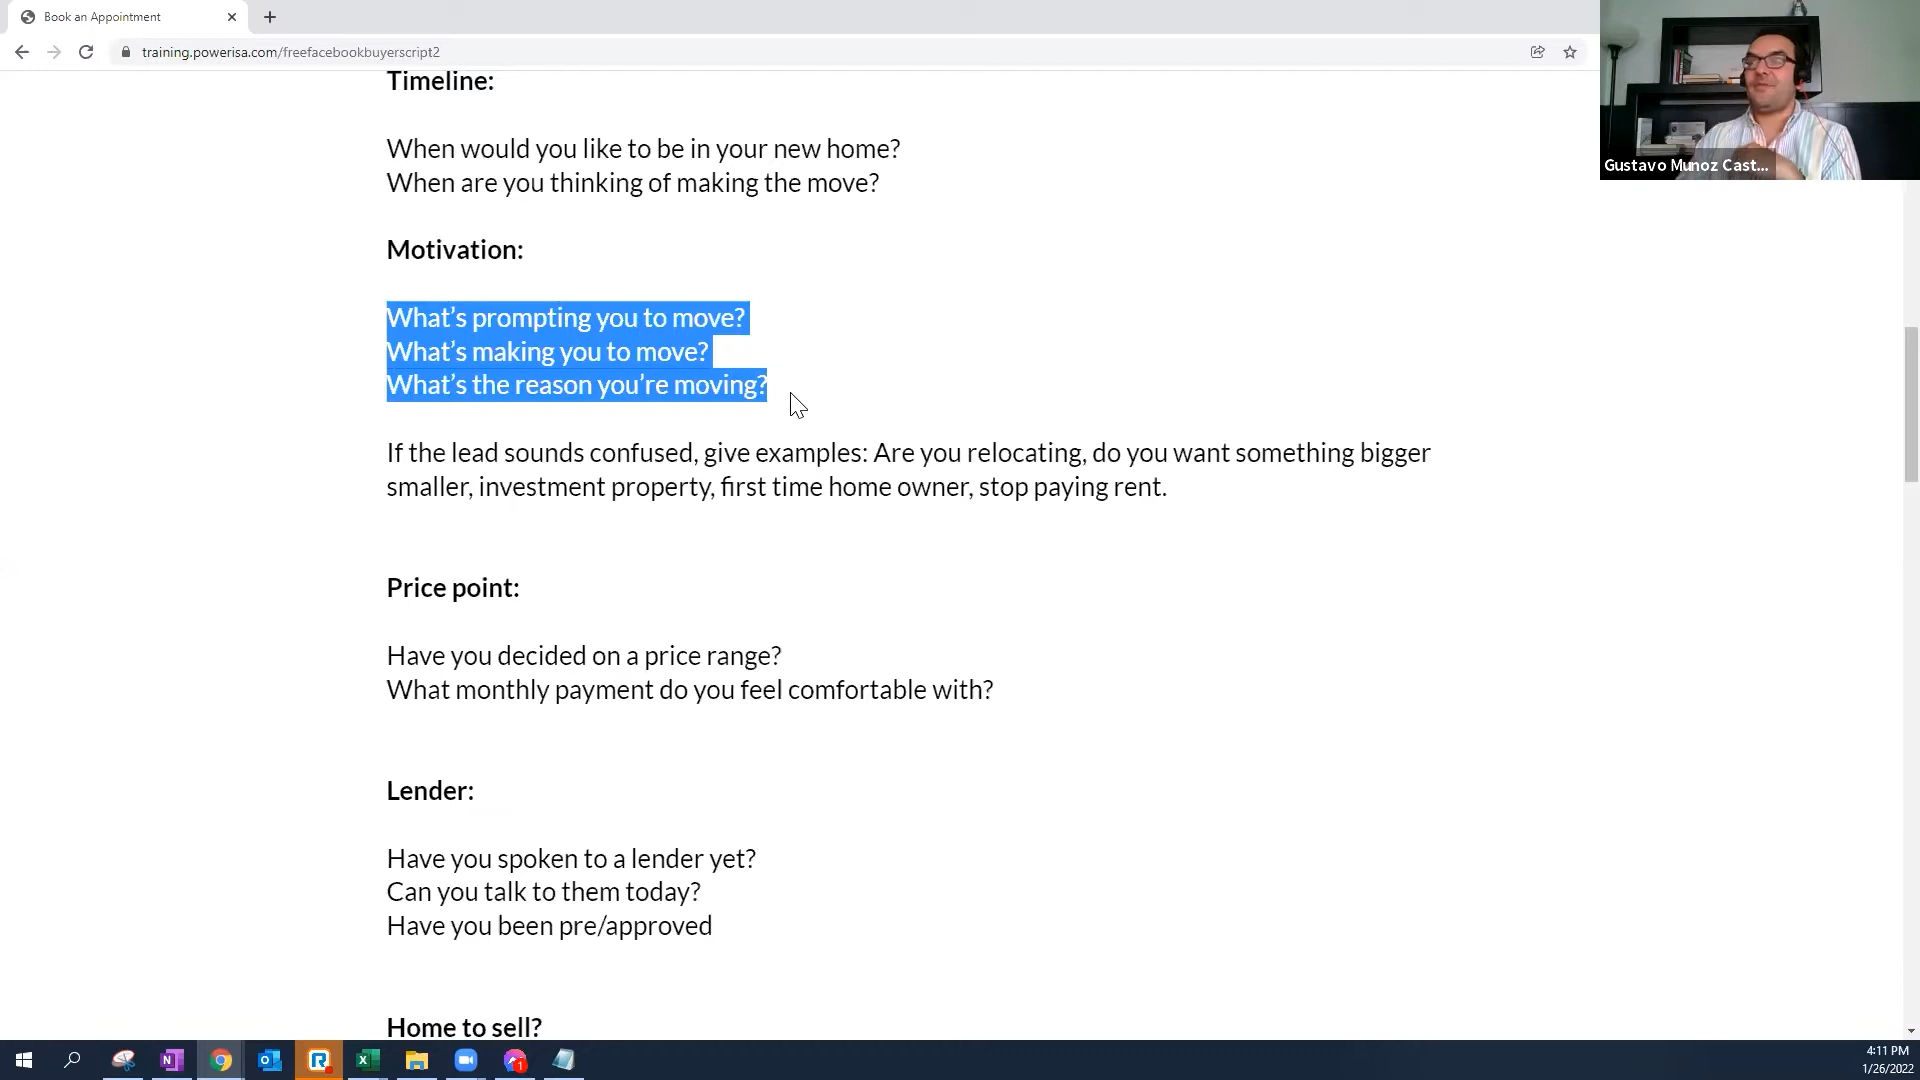 Book an Appointment
training.powerisa.com/freefacebookbuyerscript2
Gustavo Munoz Cast...
Timeline:
When would you like to be in your new home?
When are you thinking of making the move?
Motivation:
What’s prompting you to move?
What’s making you to move?
What’s the reason you’re moving?
If the lead sounds confused, give examples: Are you relocating, do you want something bigger
smaller, investment property, first time home owner, stop paying rent.
Price point:
Have you decided on a price range?
What monthly payment do you feel comfortable with?
Lender:
Have you spoken to a lender yet?
Can you talk to them today?
Have you been pre/approved
Home to sell?
4:11 PM
1/26/2022